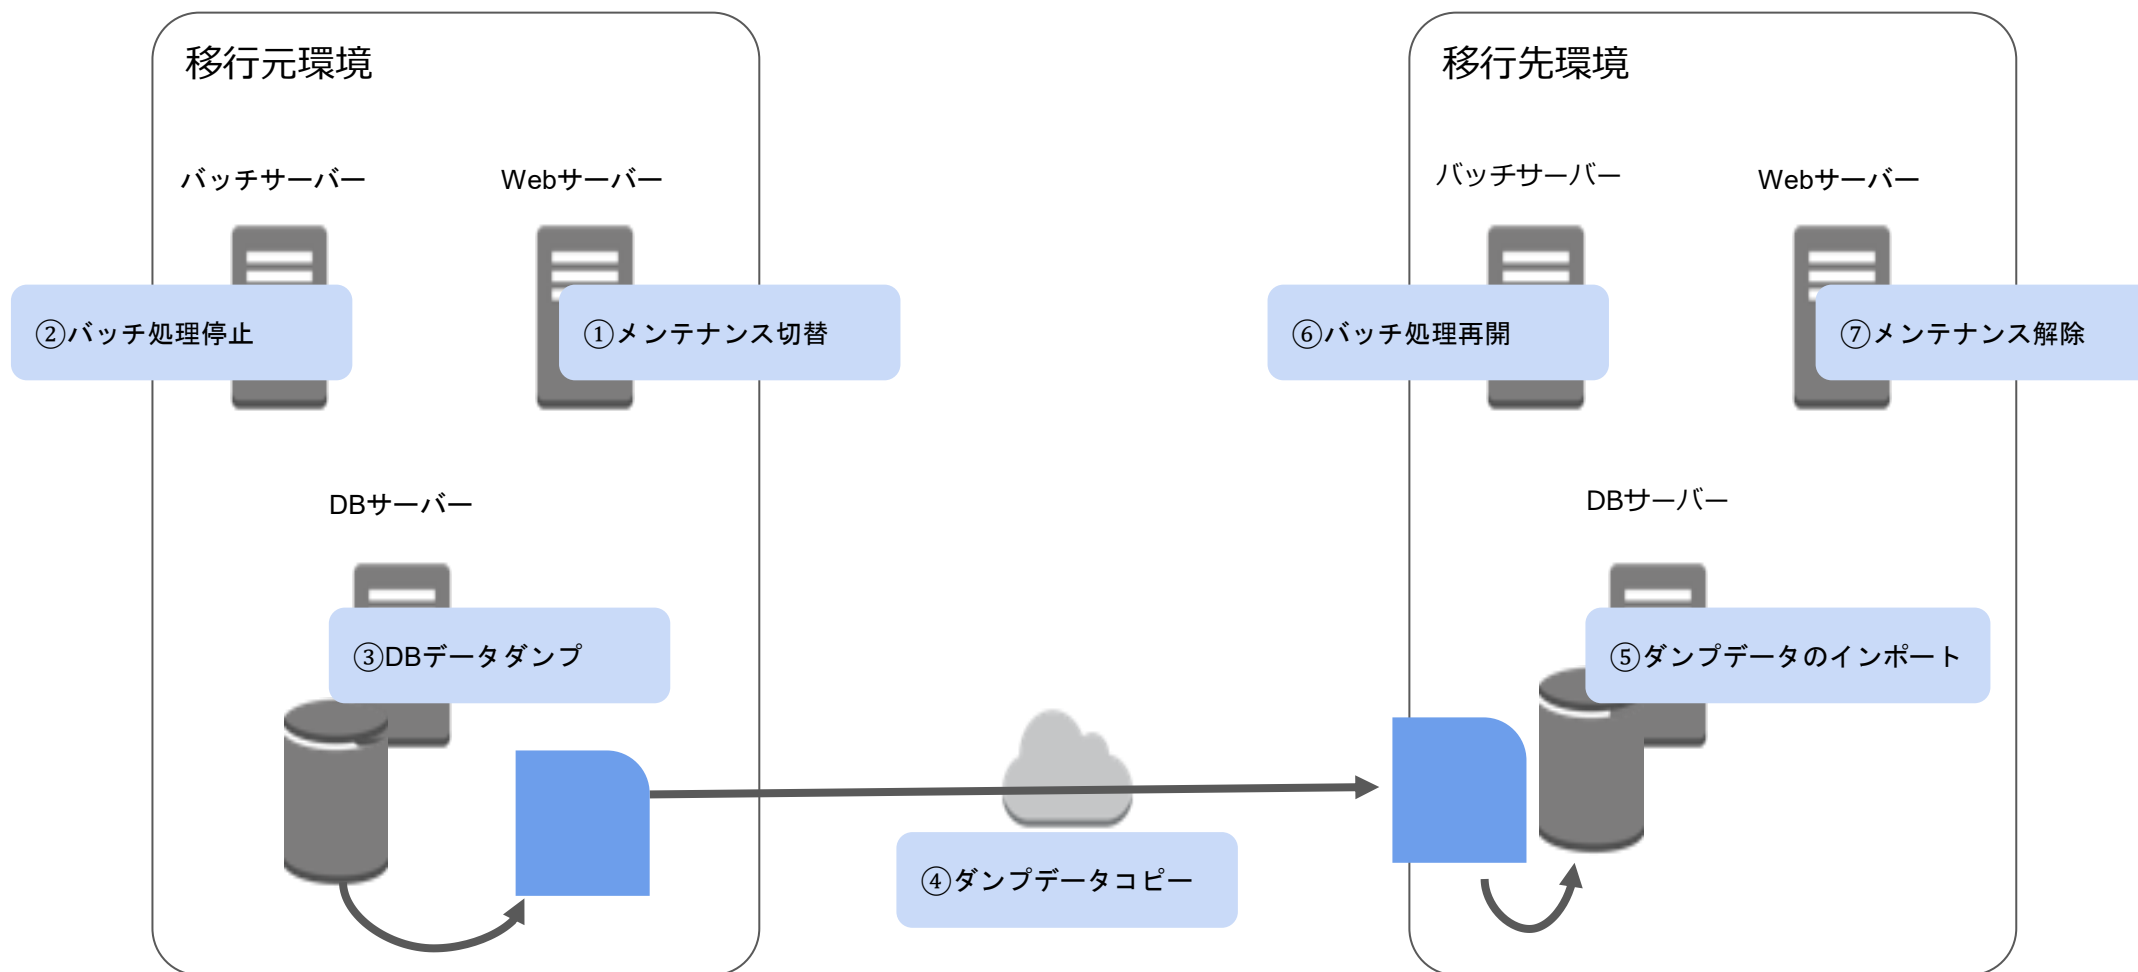 移行元環境
バッチサーバー
Webサーバー
②バッチ処理停止
①メンテナンス切替
DBサーバー
③DBデータダンプ
④ダンプデータコピー
移行先環境
バッチサーバー
Webサーバー
⑥バッチ処理再開
⑦メンテナンス解除
DBサーバー
⑤ダンプデータのインポート